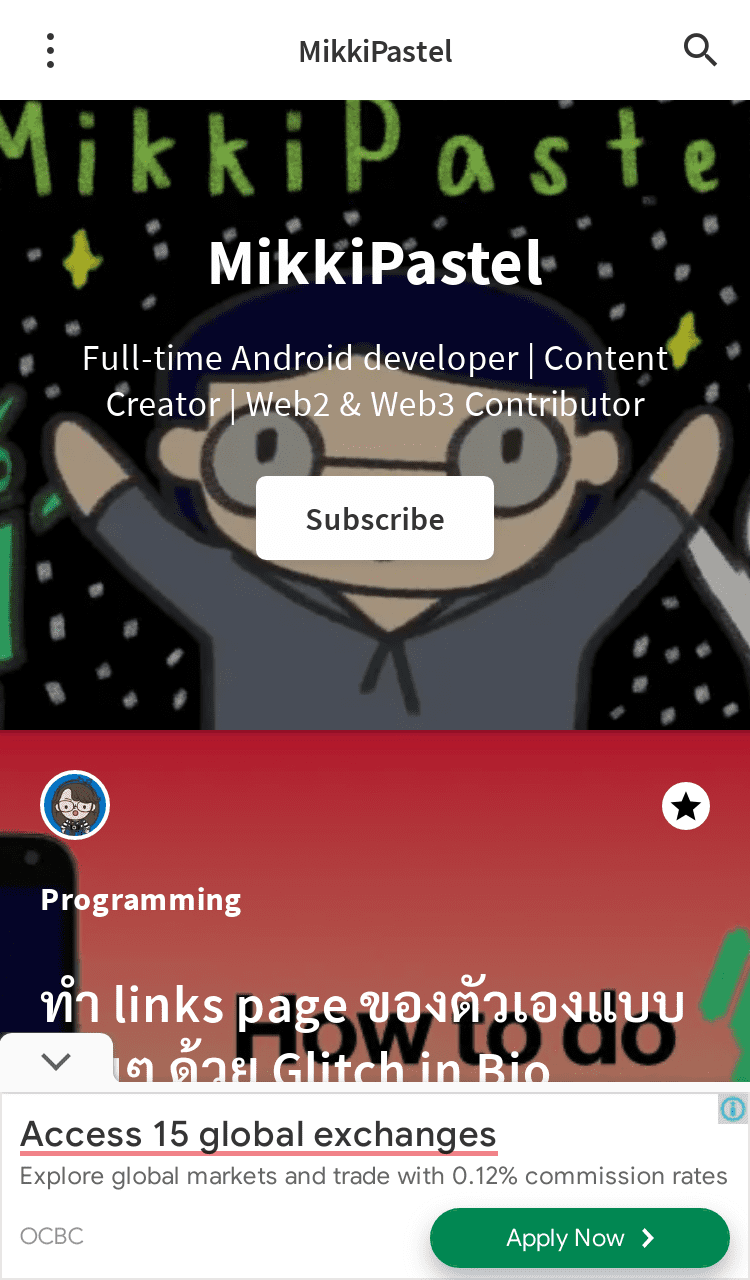 MikkiPastel
MikkiPaste
MikkiPastel
Full-time Android developer | Content
Creator | Web2 & Web3 Contributor
Subscribe
Programming
ทำ links page ของตัวเองแบบ
How to do
ด้วย Glitch in Bio
Access 15 global exchanges
Explore global markets and trade with 0.12% commission rates
OCBC
Apply Now